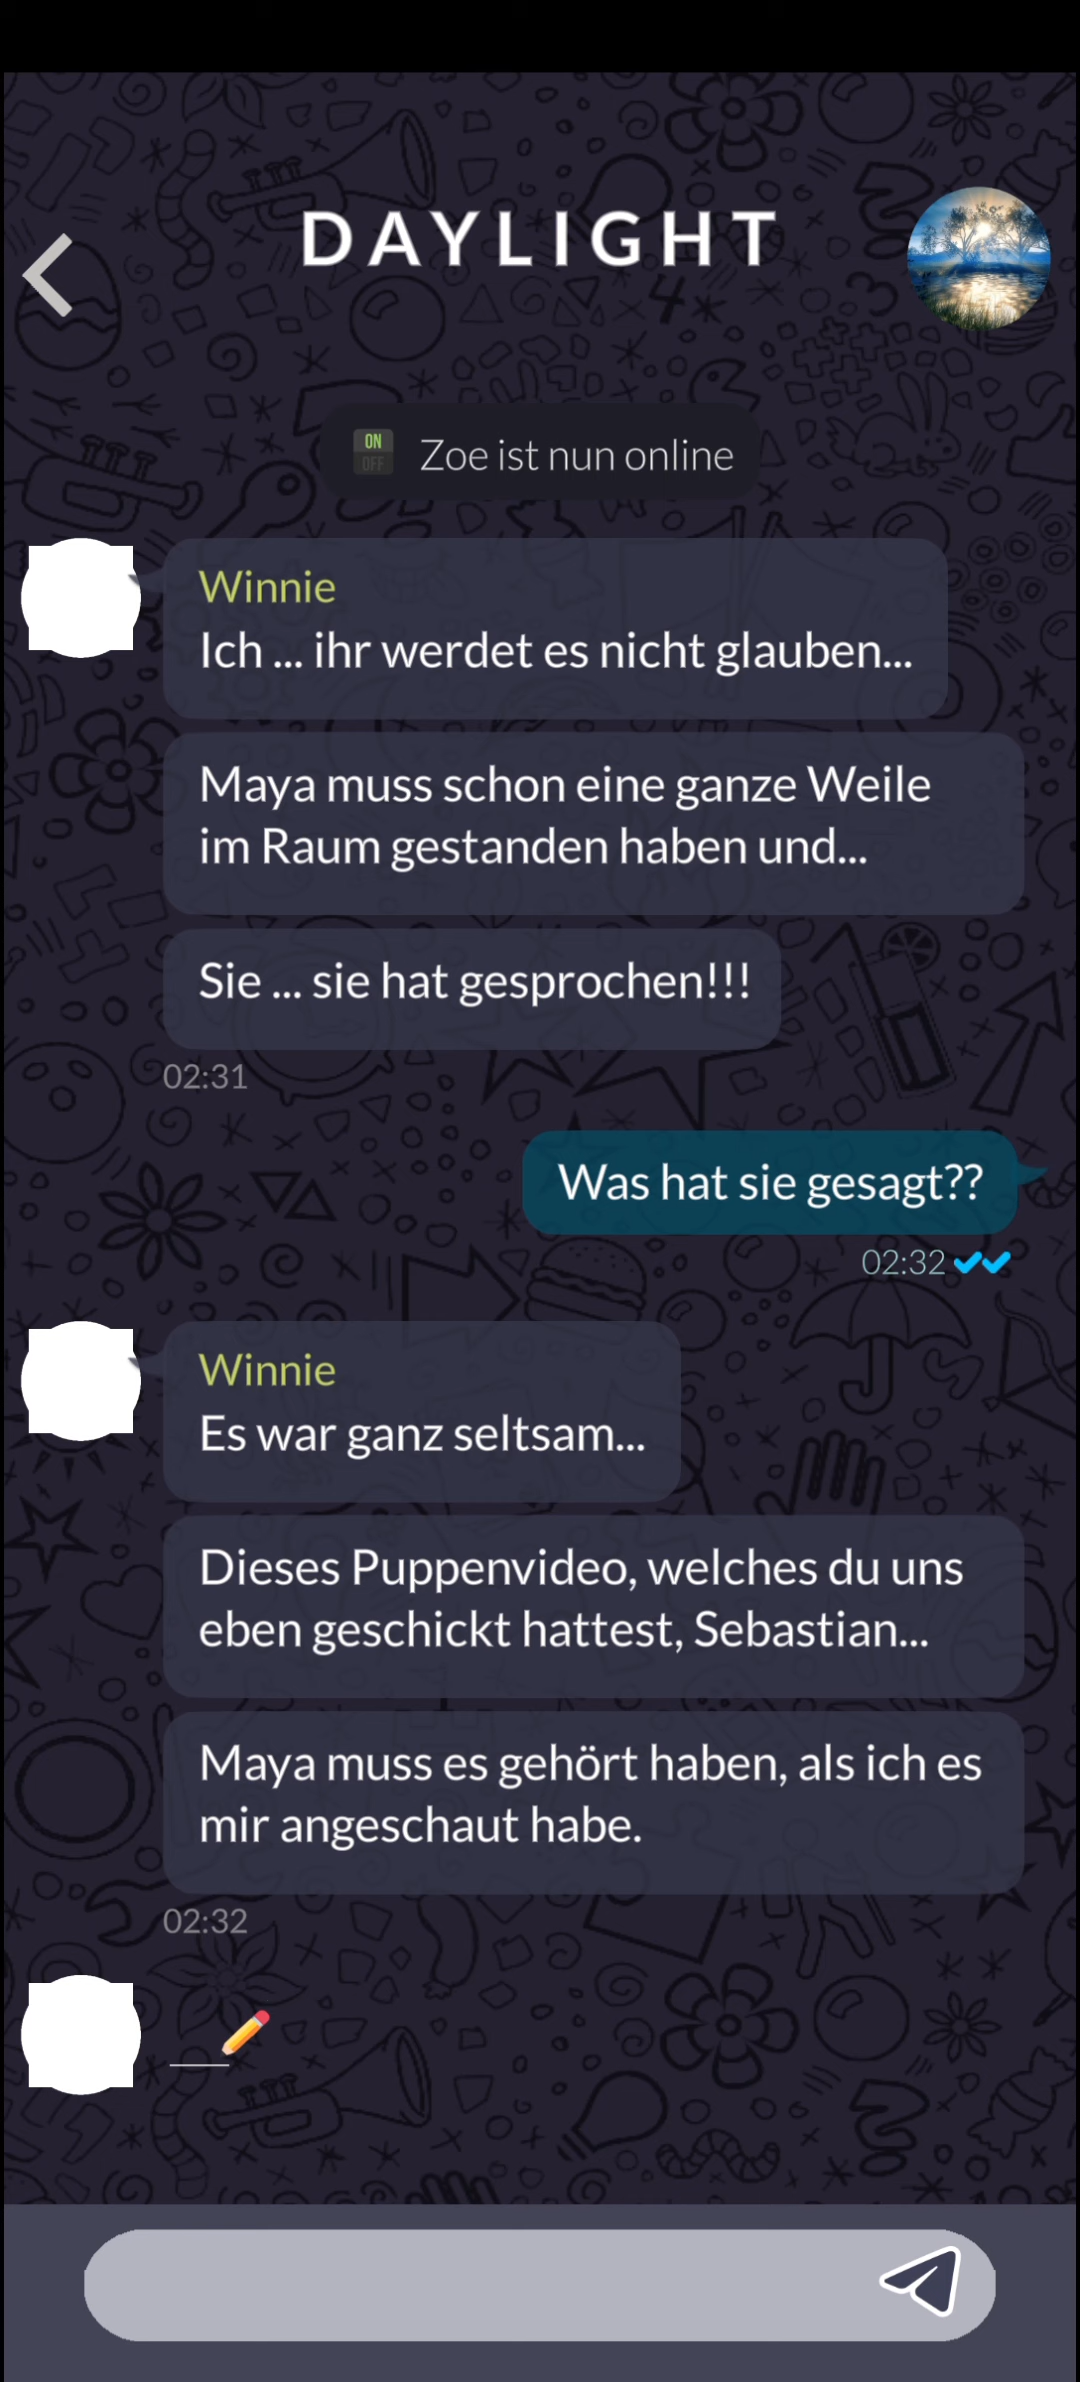 DAYLIGHT
ON
OFF
Zoe ist nun online
Winnie
Ich ... ihr werdet es nicht glauben...
Maya muss schon eine ganze Weile
im Raum gestanden haben und...
Sie ... sie hat gesprochen!!!
02:31
Was hat sie gesagt??
02:32
Winnie
Es war ganz seltsam...
Dieses Puppenvideo, welches du uns
eben geschickt hattest, Sebastian...
Maya muss es gehört haben, als ich es
mir angeschaut habe.
02:32